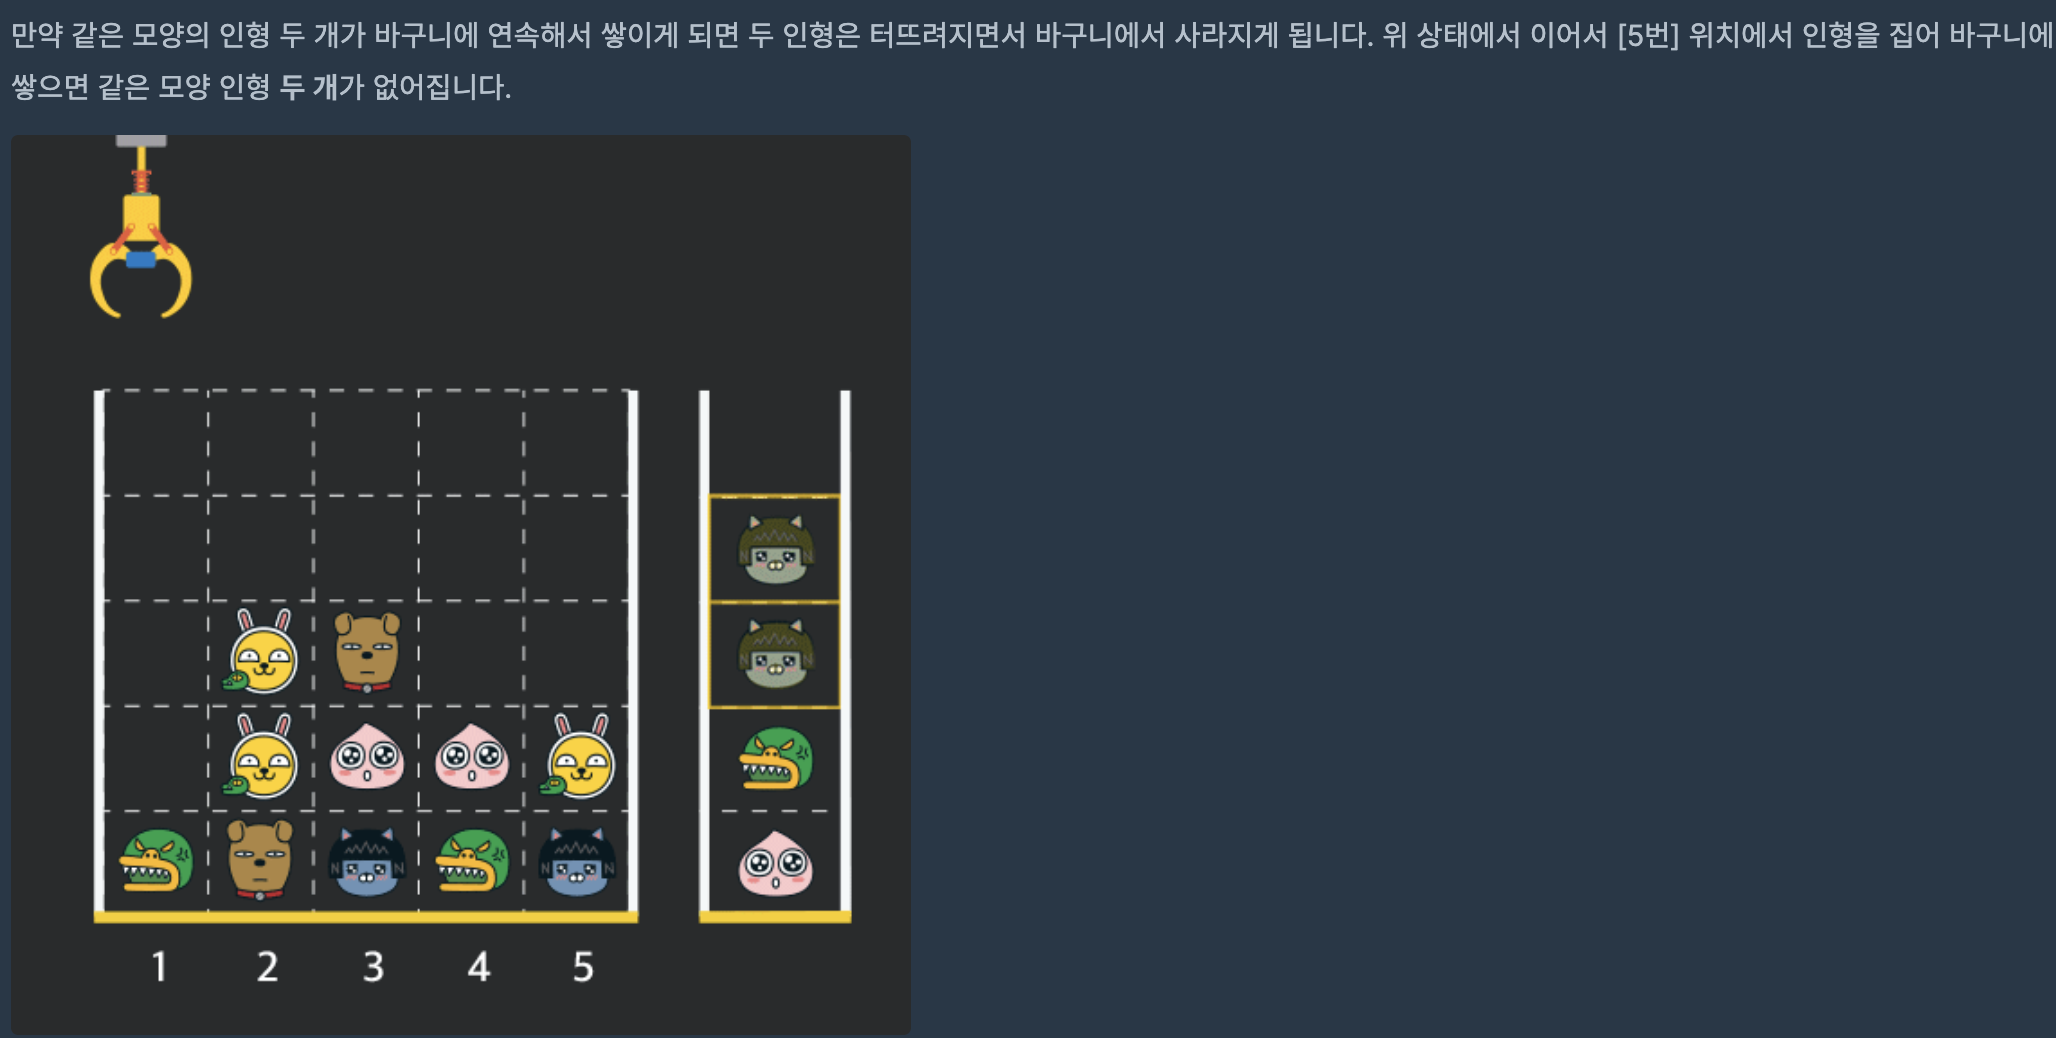 만약 같은 모양의 인형 두 개가 바구니에 연속해서 쌓이게 되면 두 인형은 터뜨려지면서 바구니에서 사라지게 됩니다. 위 상태에서 이어서 [5번] 위치에서 인형을 집어 바구니에
쌓으면 같은 모양 인형 두 개가 없어집니다.
1 2 3 4 5